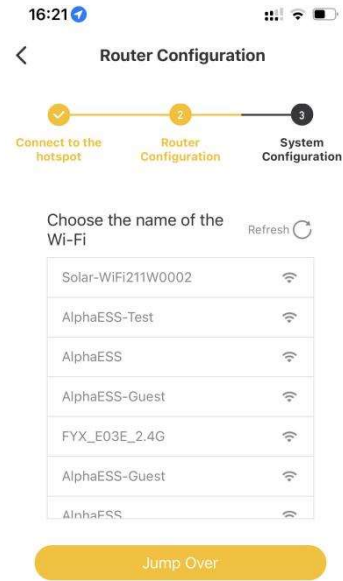 16:21
Router Configuration
2
3
Connect to the
hotspot
Router
Configuration
System
Configuration
Choose the name of the
Wi-Fi
Refresh
Solar-WiFi211W0002
AlphaESS-Test
AlphaESS
AlphaESS-Guest
FYX_E03E_2.4G
AlphaESS-Guest
AlphaESS
Jump Over